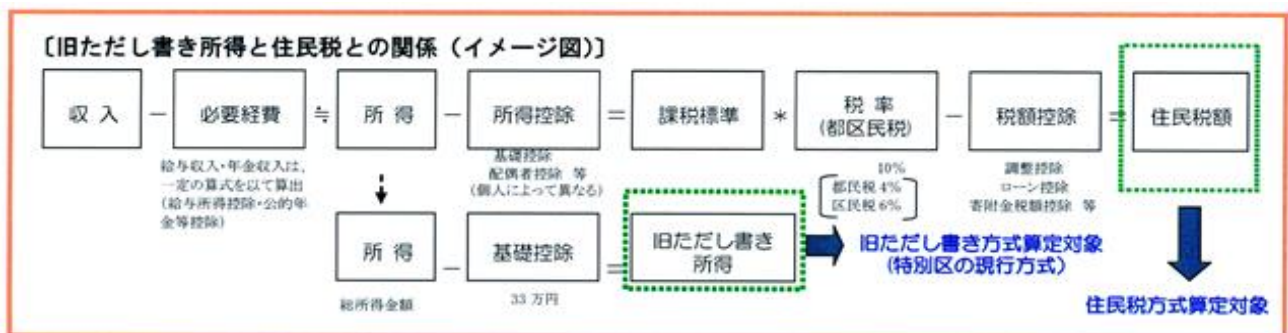 〔旧ただし書き所得と住民税との関係（イメージ図）〕
収 入 － 必要経費 ≒ 所 得 － 所得控除 ＝ 課税標準 * 税 率 － 税額控除 ＝ 住民税額
(都区民税)
給与収入・年金収入は、
一定の算式を以て算出
(給与所得控除・公的年
金等控除)
基礎控除
配偶者控除 等
(個人によって異なる)
10%
都民税 4%
区民税 6%
調整控除
ローン控除
寄附金税額控除 等
所 得 － 基礎控除 ＝ 旧ただし書き
所得
総所得金額
33 万円
旧ただし書き方式算定対象
(特別区の現行方式)
住民税方式算定対象